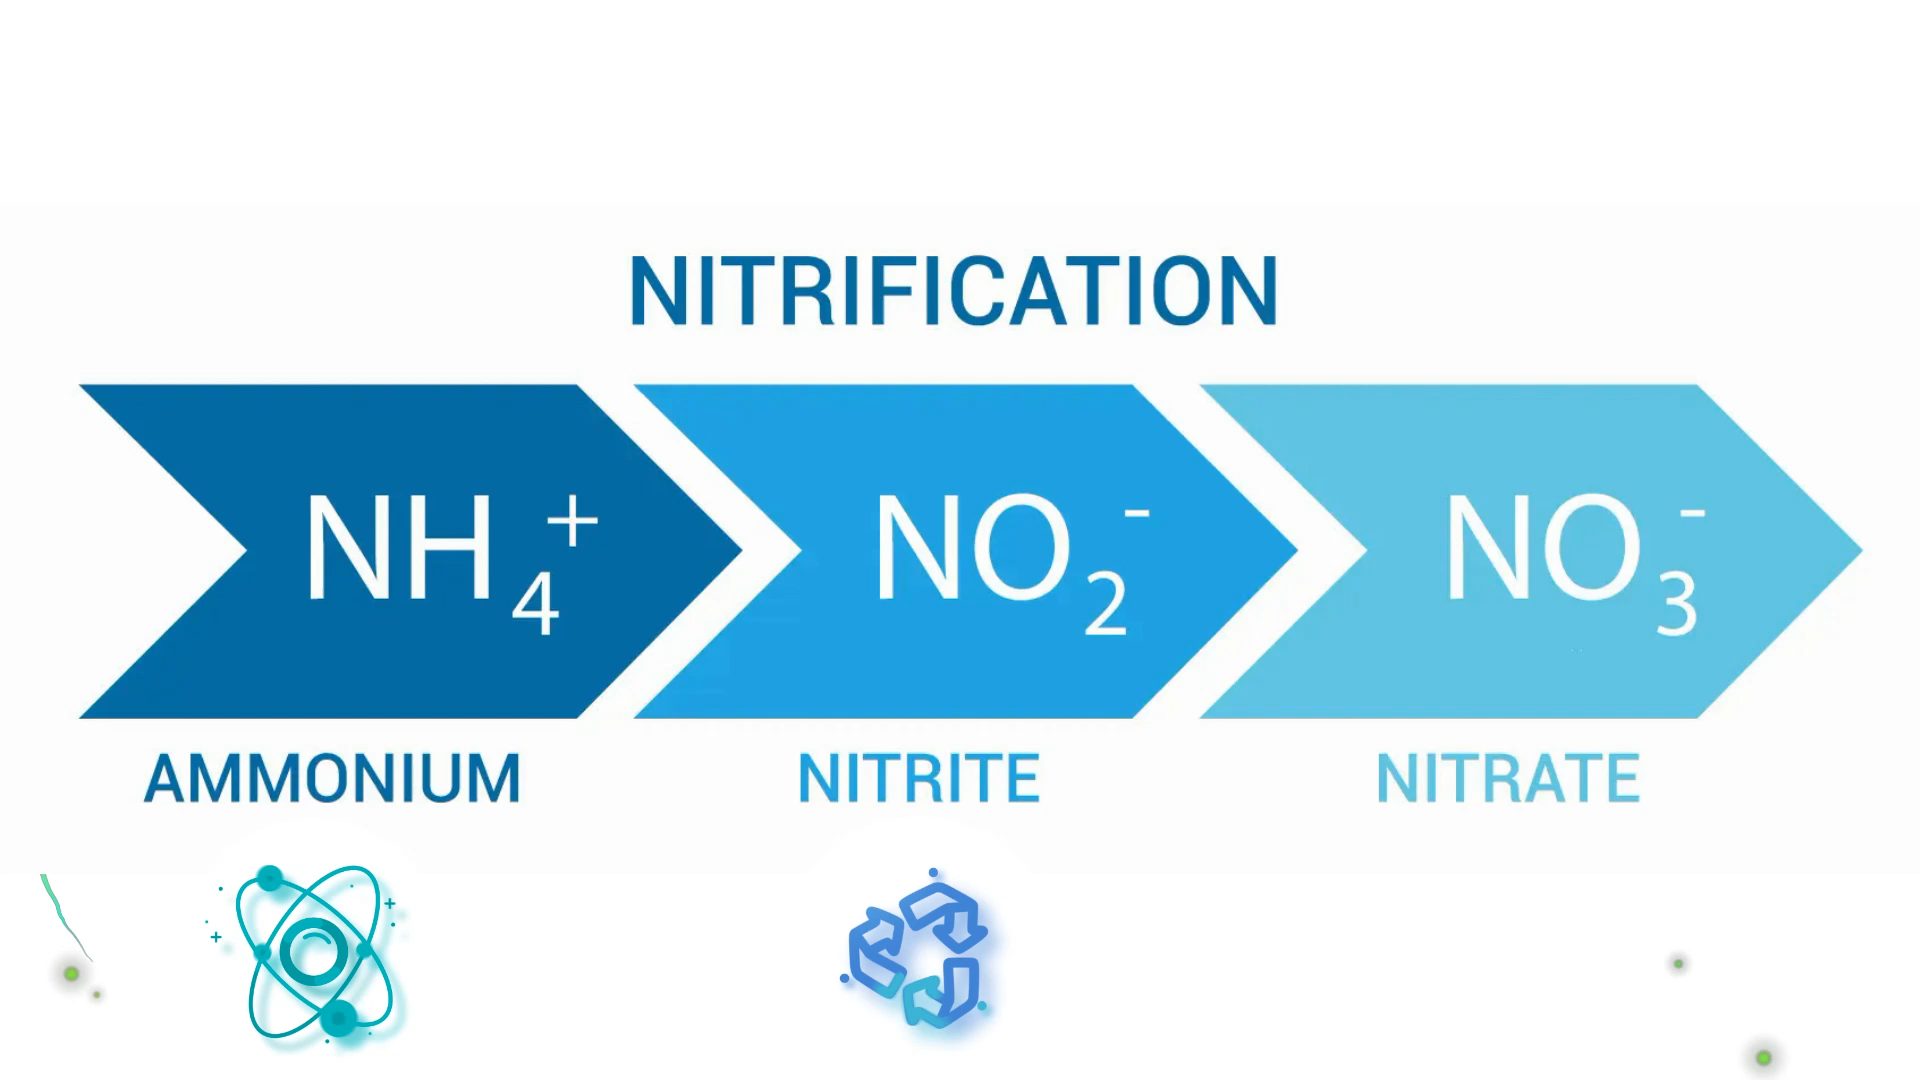 NITRIFICATION
NH₄⁺ NO₂⁻ NO₃⁻
AMMONIUM NITRITE NITRATE